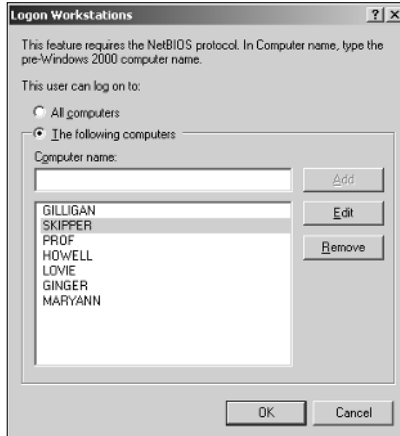 Logon Workstations
This feature requires the NetBIOS protocol. In Computer name, type the
pre-Windows 2000 computer name.
This user can log on to:
All computers
The following computers
Computer name:
Add
GILLIGAN
SKIPPER
PROF
HOWELL
LOVIE
GINGER
MARYANN
Edit
Remove
OK Cancel